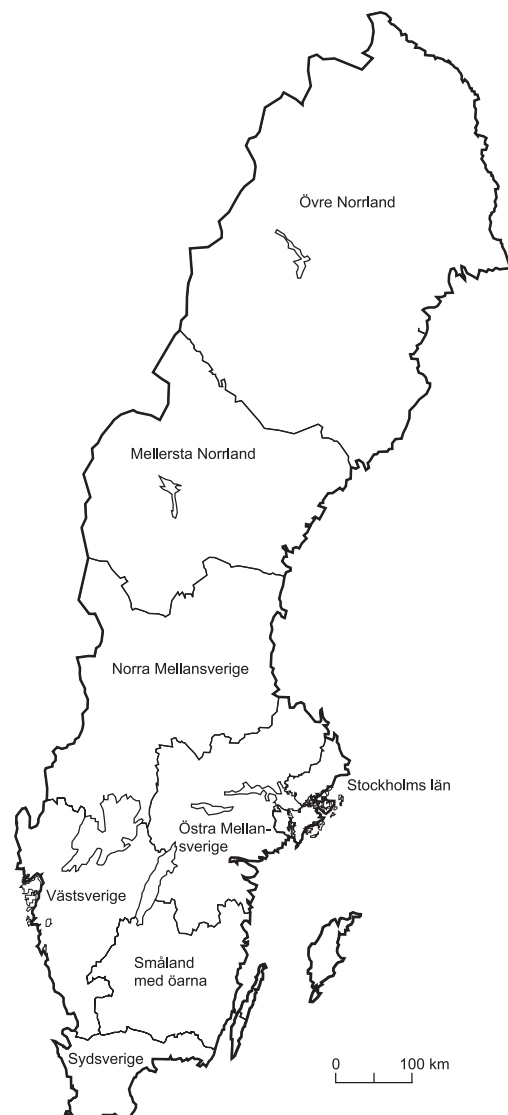 Övre Norrland
Mellersta Norrland
Norra Mellansverige
Stockholms län
Östra Mellan-
sverige
Västsverige
Småland
med öarna
Sydsverige
0 100 km